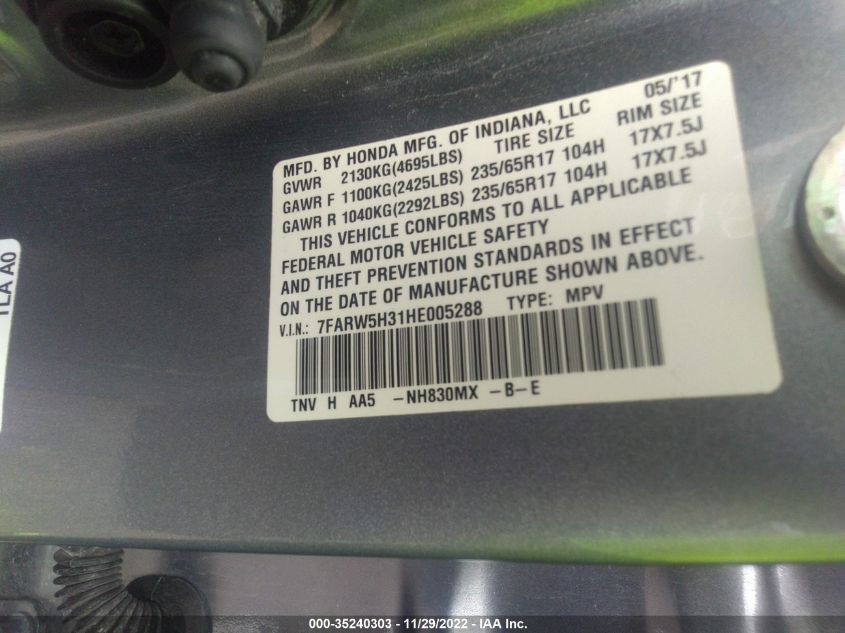 05/'17
MFD. BY HONDA MFG. OF INDIANA, LLC
GVWR 2130KG(4695LBS) TIRE SIZE RIM SIZE
GAWR F 1100KG(2425LBS) 235/65R17 104H 17X7.5J
GAWR R 1040KG(2292LBS) 235/65R17 104H 17X7.5J
THIS VEHICLE CONFORMS TO ALL APPLICABLE
FEDERAL MOTOR VEHICLE SAFETY
AND THEFT PREVENTION STANDARDS IN EFFECT
ON THE DATE OF MANUFACTURE SHOWN ABOVE.
V.I.N.: 7FARW5H31HE005288 TYPE: MPV
TNV H AA5 -NH830MX -B-E
TLA A0
000-35240303 - 11/29/2022 - IAA Inc.